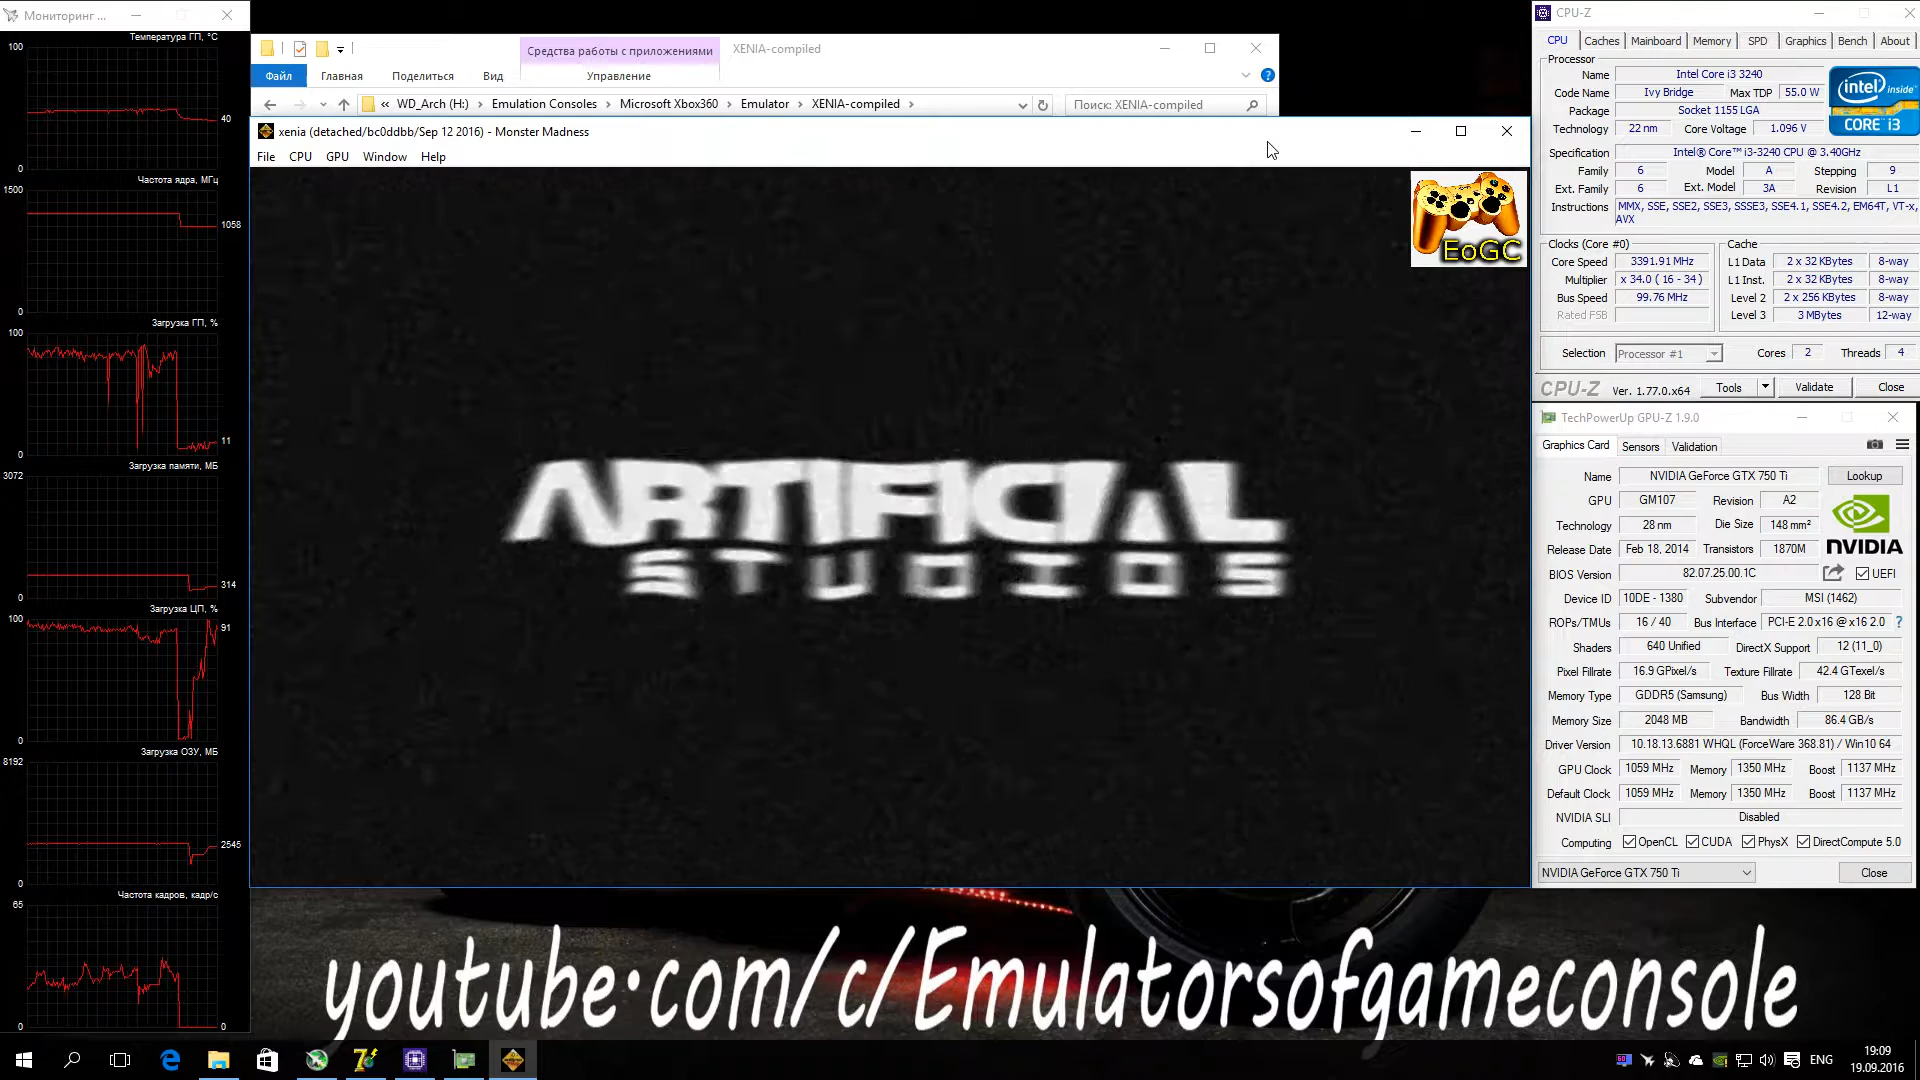 Мониторинг ...
Температура ГП, °C
100
40
0
Частота ядра, МГц
1500
1058
0
Загрузка ГП, %
100
11
0
Загрузка памяти, МБ
3072
314
0
Загрузка ЦП, %
100
91
0
Загрузка ОЗУ, МБ
8192
2545
0
Частота кадров, кадр/с
65
0
0
Средства работы с приложениями
XENIA-compiled
Файл
Главная
Поделиться
Вид
Управление
« WD_Arch (H:) > Emulation Consoles > Microsoft Xbox360 > Emulator > XENIA-compiled >
Поиск: XENIA-compiled
xenia (detached/bc0ddbb/Sep 12 2016) - Monster Madness
File CPU GPU Window Help
EoGC
ARTIFICIAL
STUDIOS
CPU-Z
CPU Caches Mainboard Memory SPD Graphics Bench About
Processor
Name Intel Core i3 3240
Code Name Ivy Bridge Max TDP 55.0 W
Package Socket 1155 LGA
Technology 22 nm Core Voltage 1.096 V
intel inside™
CORE i3
Specification Intel® Core™ i3-3240 CPU @ 3.40GHz
Family 6 Model A Stepping 9
Ext. Family 6 Ext. Model 3A Revision L1
Instructions MMX, SSE, SSE2, SSE3, SSSE3, SSE4.1, SSE4.2, EM64T, VT-x,
AVX
Clocks (Core #0)
Core Speed 3391.91 MHz
Multiplier x 34.0 ( 16 - 34 )
Bus Speed 99.76 MHz
Rated FSB
Cache
L1 Data 2 x 32 KBytes 8-way
L1 Inst. 2 x 32 KBytes 8-way
Level 2 2 x 256 KBytes 8-way
Level 3 3 MBytes 12-way
Selection Processor #1 Cores 2 Threads 4
CPU-Z Ver. 1.77.0.x64 Tools Validate Close
TechPowerUp GPU-Z 1.9.0
Graphics Card Sensors Validation
Name NVIDIA GeForce GTX 750 Ti Lookup
GPU GM107 Revision A2
Technology 28 nm Die Size 148 mm²
Release Date Feb 18, 2014 Transistors 1870M
NVIDIA
BIOS Version 82.07.25.00.1C UEFI
Device ID 10DE - 1380 Subvendor MSI (1462)
ROPs/TMUs 16 / 40 Bus Interface PCI-E 2.0 x16 @ x16 2.0 ?
Shaders 640 Unified DirectX Support 12 (11_0)
Pixel Fillrate 16.9 GPixel/s Texture Fillrate 42.4 GTexel/s
Memory Type GDDR5 (Samsung) Bus Width 128 Bit
Memory Size 2048 MB Bandwidth 86.4 GB/s
Driver Version 10.18.13.6881 WHQL (ForceWare 368.81) / Win10 64
GPU Clock 1059 MHz Memory 1350 MHz Boost 1137 MHz
Default Clock 1059 MHz Memory 1350 MHz Boost 1137 MHz
NVIDIA SLI Disabled
Computing OpenCL CUDA PhysX DirectCompute 5.0
NVIDIA GeForce GTX 750 Ti Close
youtube.com/c/Emulatorsofgameconsole
ENG
19:09
19.09.2016